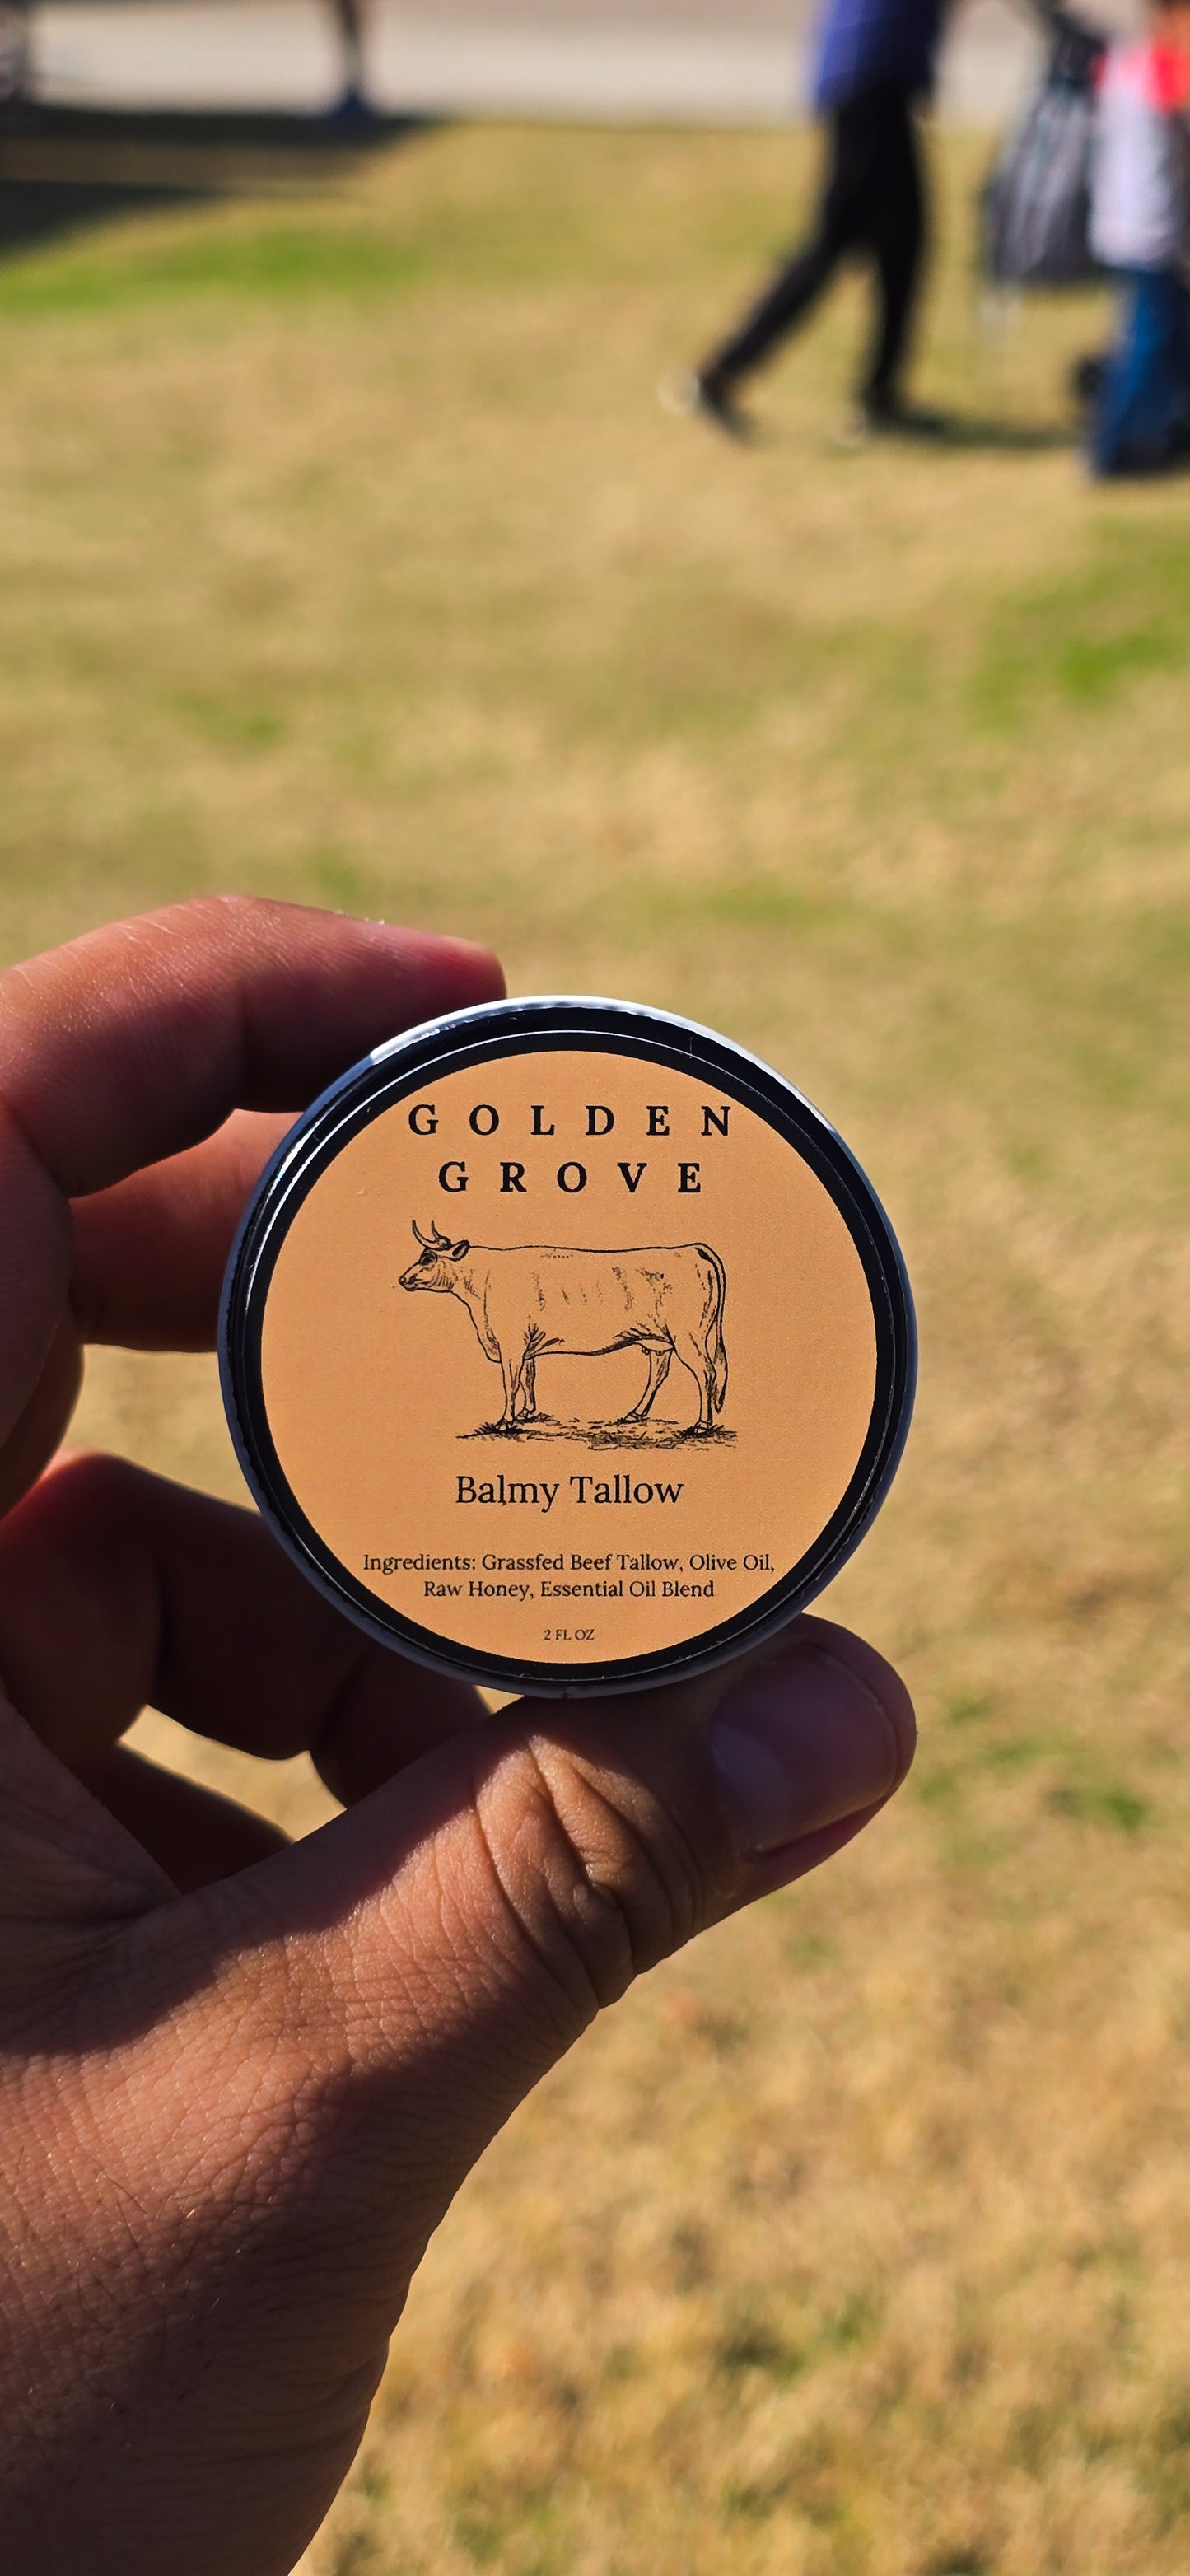 GOLDEN
GROVE
Balmy Tallow
Ingredients: Grassfed Beef Tallow, Olive Oil,
Raw Honey, Essential Oil Blend
2 FL OZ